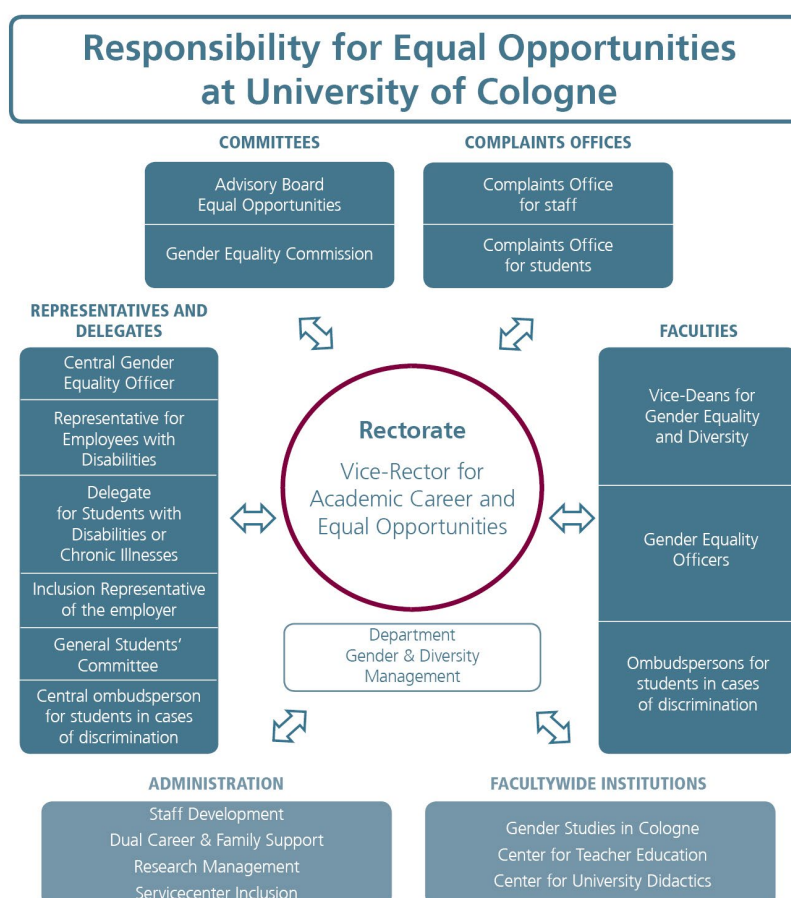 Responsibility for Equal Opportunities
at University of Cologne
COMMITTEES
Advisory Board
Equal Opportunities
Gender Equality Commission
COMPLAINTS OFFICES
Complaints Office
for staff
Complaints Office
for students
REPRESENTATIVES AND
DELEGATES
Central Gender
Equality Officer
Representative for
Employees with
Disabilities
Delegate
for Students with
Disabilities or
Chronic Illnesses
Inclusion Representative
of the employer
General Students'
Committee
Central ombudsperson
for students in cases
of discrimination
Rectorate
Vice-Rector for
Academic Career and
Equal Opportunities
Department
Gender & Diversity
Management
FACULTIES
Vice-Deans for
Gender Equality
and Diversity
Gender Equality
Officers
Ombudspersons for
students in cases
of discrimination
ADMINISTRATION
Staff Development
Dual Career & Family Support
Research Management
Servicecenter Inclusion
FACULTYWIDE INSTITUTIONS
Gender Studies in Cologne
Center for Teacher Education
Center for University Didactics